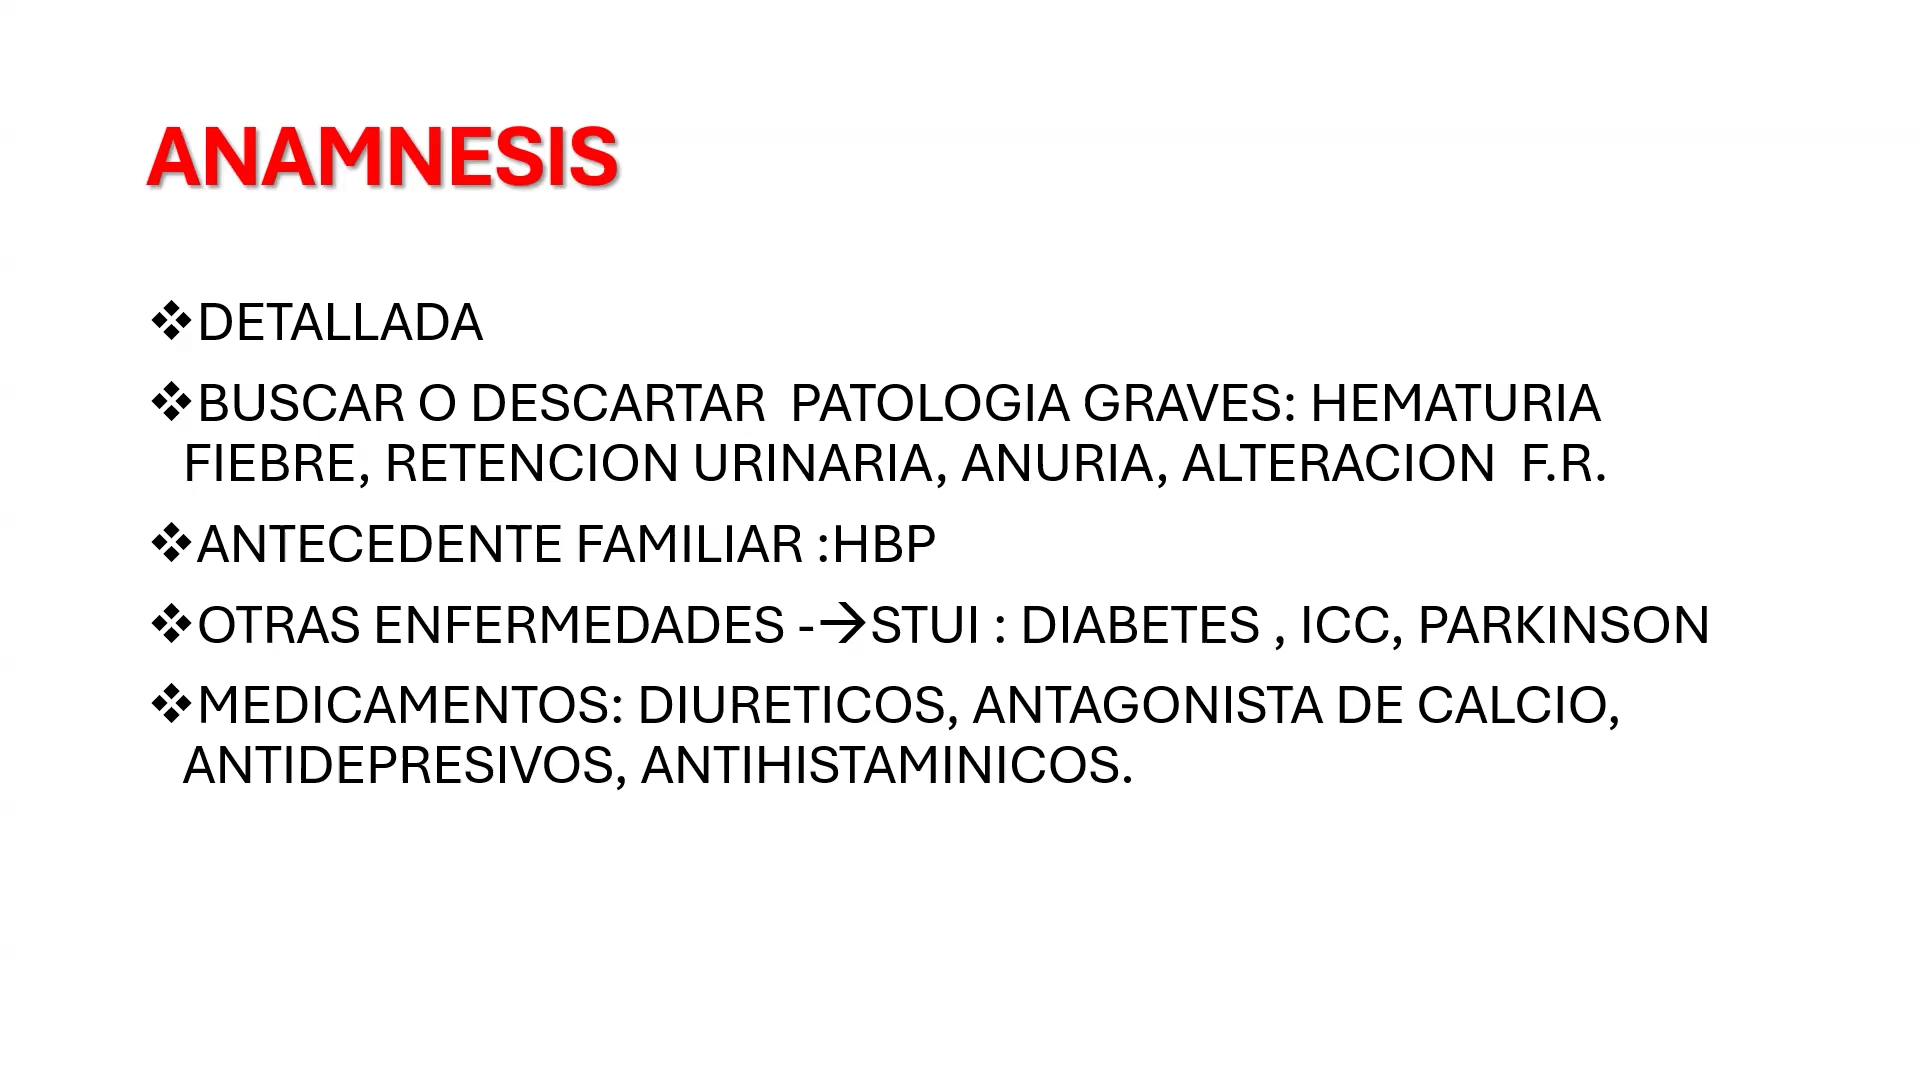 ANAMNESIS
❖DETALLADA
❖BUSCAR O DESCARTAR  PATOLOGIA GRAVES: HEMATURIA
FIEBRE, RETENCION URINARIA, ANURIA, ALTERACION  F.R.
❖ANTECEDENTE FAMILIAR :HBP
❖OTRAS ENFERMEDADES -→STUI : DIABETES , ICC, PARKINSON
❖MEDICAMENTOS: DIURETICOS, ANTAGONISTA DE CALCIO,
ANTIDEPRESIVOS, ANTIHISTAMINICOS.